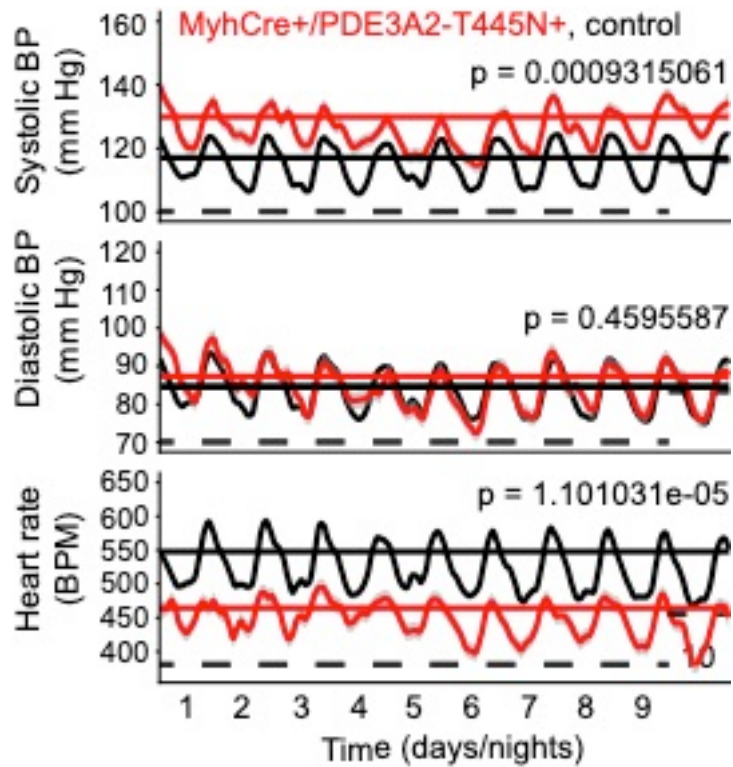 MyhCre+/PDE3A2-T445N+, control
p = 0.0009315061
Systolic BP
(mm Hg)
160
140
120
100
p = 0.4595587
Diastolic BP
(mm Hg)
120
110
100
90
80
70
p = 1.101031e-05
Heart rate
(BPM)
650
600
550
500
450
400
1 2 3 4 5 6 7 8 9
Time (days/nights)